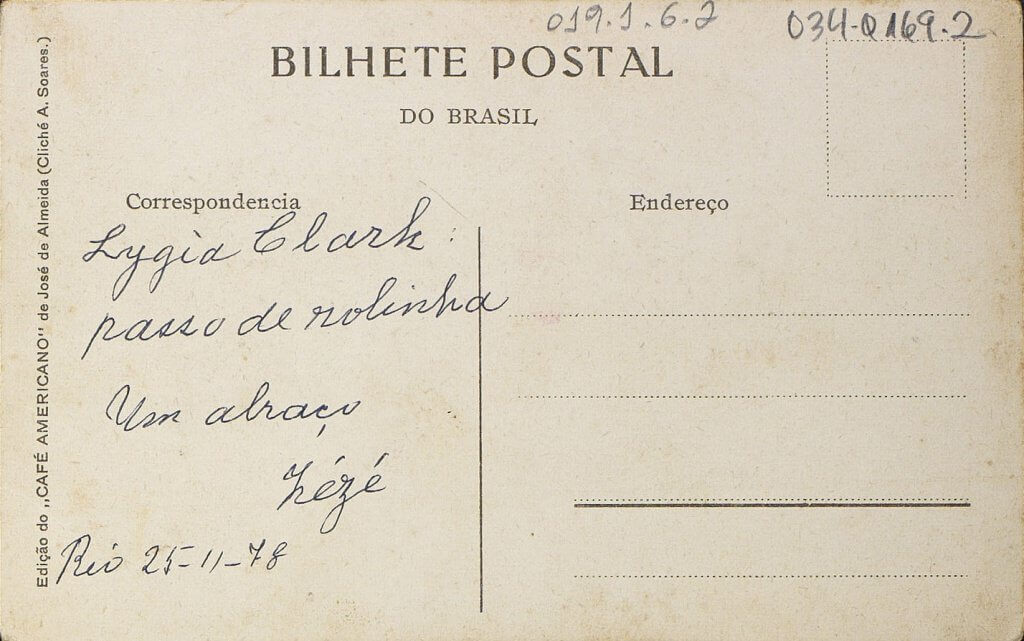 019.1.6.2
034-0169.2
BILHETE POSTAL
DO BRASIL
Edição do „CAFÉ AMERICANO" de José de Almeida (Cliché A. Soares.)
Correspondencia
Endereço
Lygia Clark:
passo de rolinha
Um abraço
Zézé
Rio 25-11-78